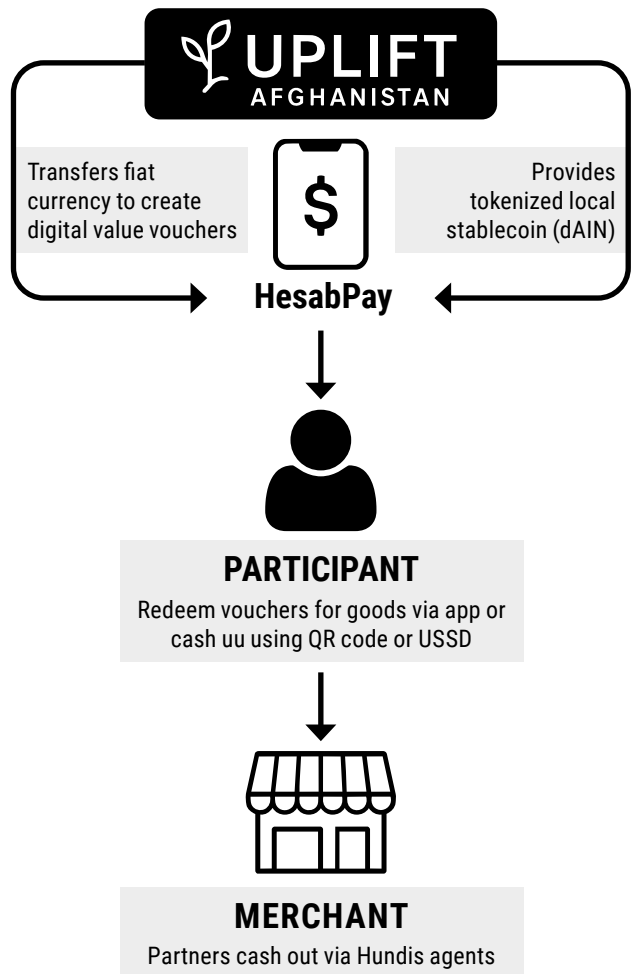 UPLIFT
AFGHANISTAN
Transfers fiat
currency to create
digital value vouchers
$
Provides
tokenized local
stablecoin (dAIN)
HesabPay
PARTICIPANT
Redeem vouchers for goods via app or
cash uu using QR code or USSD
MERCHANT
Partners cash out via Hundis agents